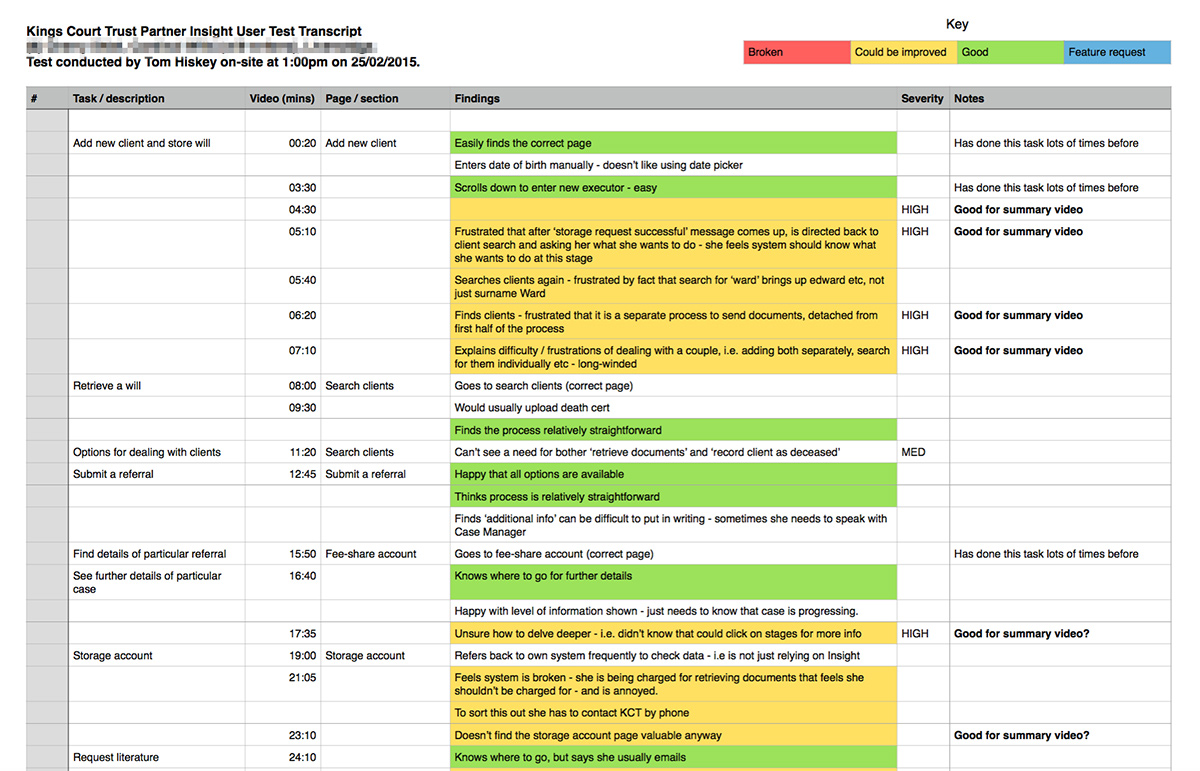 Kings Court Trust Partner Insight User Test Transcript
Test conducted by Tom Hiskey on-site at 1:00pm on 25/02/2015.
Key
Broken Could be improved Good Feature request
# Task / description Video (mins) Page / section Findings Severity Notes
Add new client and store will 00:20 Add new client Easily finds the correct page Has done this task lots of times before
Enters date of birth manually - doesn't like using date picker
03:30 Scrolls down to enter new executor - easy Has done this task lots of times before
04:30 HIGH Good for summary video
05:10 Frustrated that after 'storage request successful' message comes up, is directed back to HIGH Good for summary video
client search and asking her what she wants to do - she feels system should know what
she wants to do at this stage
05:40 Searches clients again - frustrated by fact that search for 'ward' brings up edward etc, not
just surname Ward
06:20 Finds clients - frustrated that it is a separate process to send documents, detached from HIGH Good for summary video
first half of the process
07:10 Explains difficulty / frustrations of dealing with a couple, i.e. adding both separately, search HIGH Good for summary video
for them individually etc - long-winded
Retrieve a will 08:00 Search clients Goes to search clients (correct page)
09:30 Would usually upload death cert
Finds the process relatively straightforward
Options for dealing with clients 11:20 Search clients Can't see a need for bother 'retrieve documents' and 'record client as deceased' MED
Submit a referral 12:45 Submit a referral Happy that all options are available
Thinks process is relatively straightforward
Finds 'additional info' can be difficult to put in writing - sometimes she needs to speak with
Case Manager
Find details of particular referral 15:50 Fee-share account Goes to fee-share account (correct page) Has done this task lots of times before
See further details of particular 16:40 Knows where to go for further details
case
Happy with level of information shown - just needs to know that case is progressing.
17:35 Unsure how to delve deeper - i.e. didn't know that could click on stages for more info HIGH Good for summary video?
Storage account 19:00 Storage account Refers back to own system frequently to check data - i.e is not just relying on Insight
21:05 Feels system is broken - she is being charged for retrieving documents that feels she
shouldn't be charged for - and is annoyed.
To sort this out she has to contact KCT by phone
23:10 Doesn't find the storage account page valuable anyway Good for summary video?
Request literature 24:10 Knows where to go, but says she usually emails